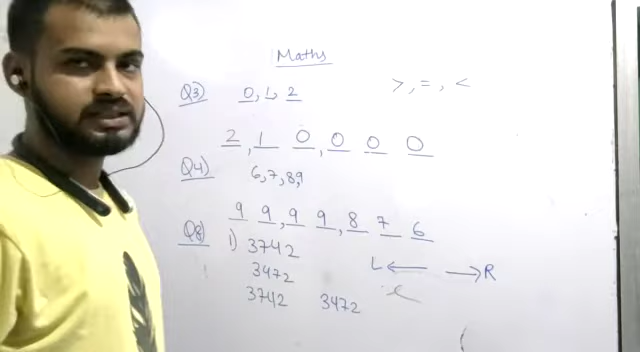 Maths
Q3) 0, 1, 2 >, =, <
2, 1 0 0, 0 0
Q4) 6, 7, 8, 9
9 9, 9 9, 8 7 6
Q8) 1) 3742
3472 L ← → R
3742 3472